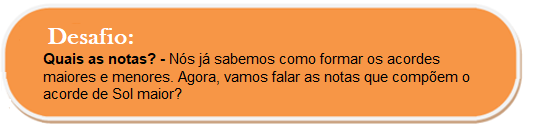 Desafio:
Quais as notas? - Nós já sabemos como formar os acordes
maiores e menores. Agora, vamos falar as notas que compõem o
acorde de Sol maior?